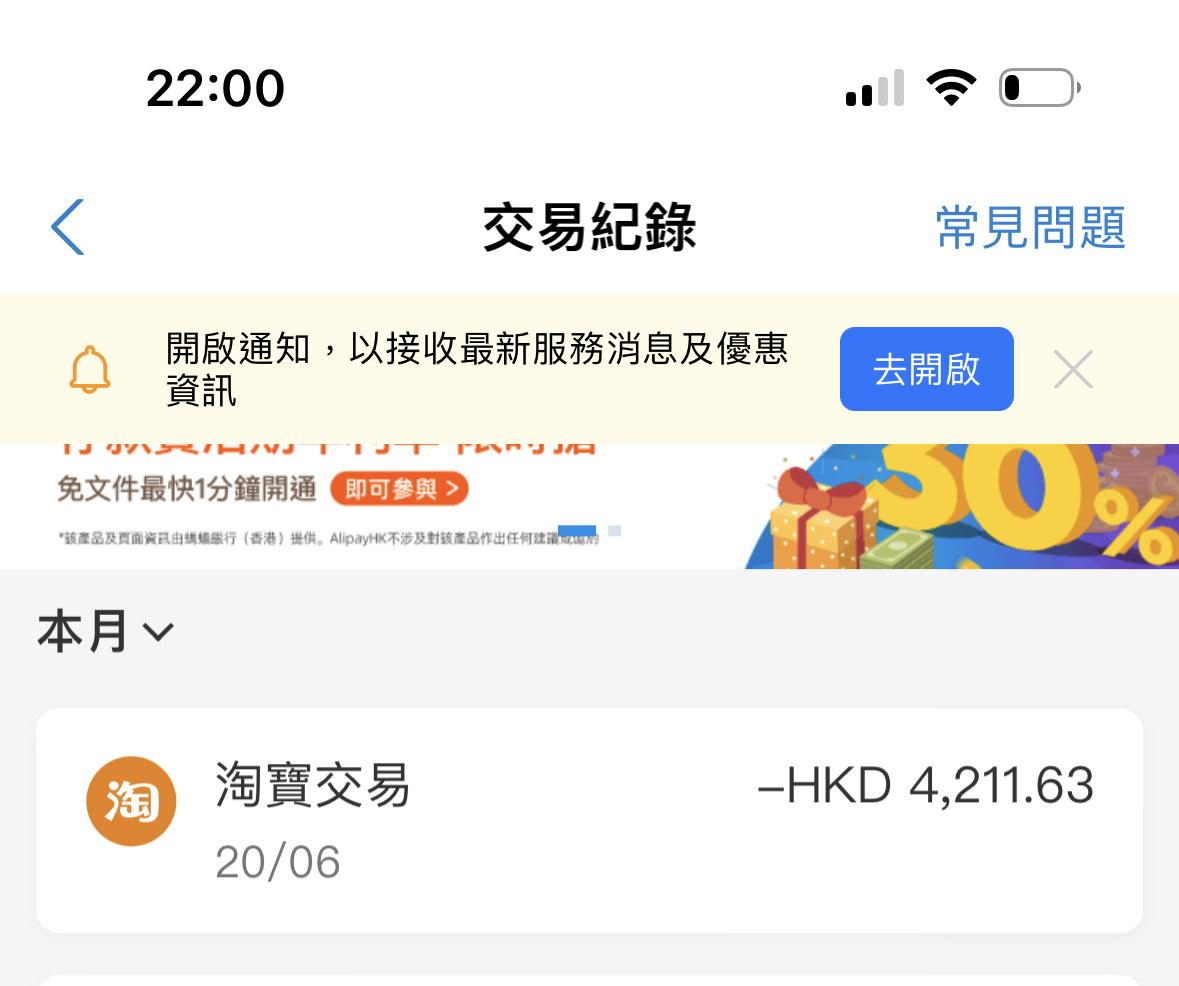 22:00
交易紀錄
常見問題
開啟通知，以接收最新服務消息及優惠
資訊
去開啟
免文件最快1分鐘開通
即可參與 >
*該產品及頁面資訊由螞蟻銀行（香港）提供。AlipayHK不涉及對該產品作出任何建議或邀約
30%
本月
淘
淘寶交易
–HKD 4,211.63
20/06